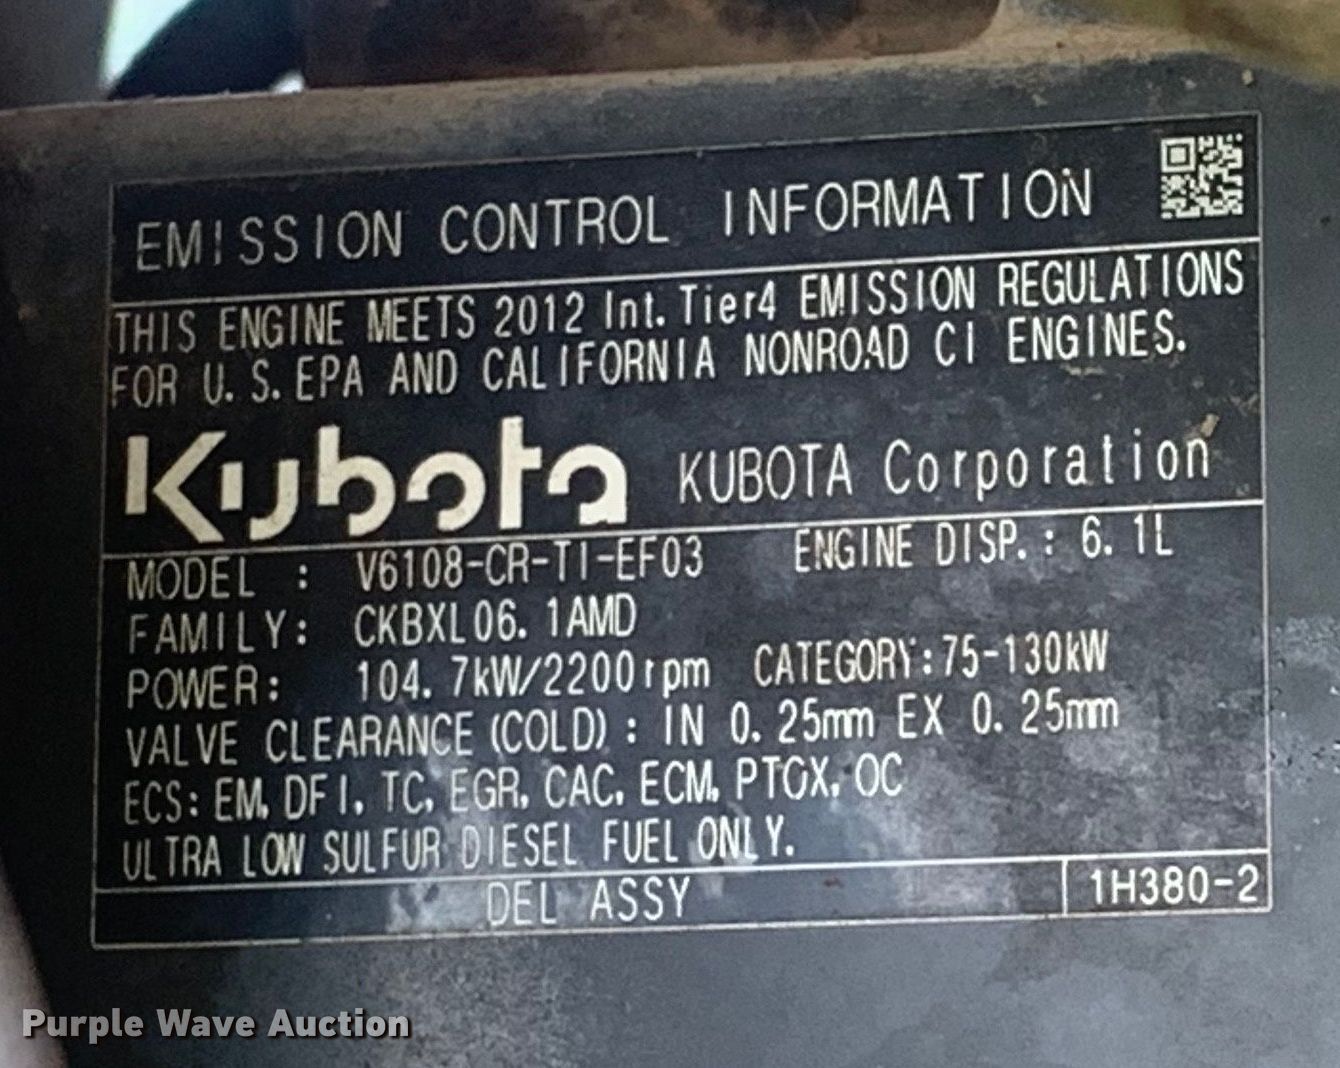 EMISSION CONTROL INFORMATION
THIS ENGINE MEETS 2012 Int. Tier4 EMISSION REGULATIONS
FOR U.S.EPA AND CALIFORNIA NONROAD CI ENGINES.
Kubota KUBOTA Corporation
MODEL : V6108-CR-TI-EF03 ENGINE DISP.: 6.1L
FAMILY: CKBXL06.1AMD
POWER: 104.7kW/2200rpm CATEGORY:75-130kW
VALVE CLEARANCE(COLD): IN 0.25mm EX 0.25mm
ECS: EM, DFI, TC, EGR, CAC, ECM, PTOX, OC
ULTRA LOW SULFUR DIESEL FUEL ONLY.
DEL ASSY 1H380-2
Purple Wave Auction